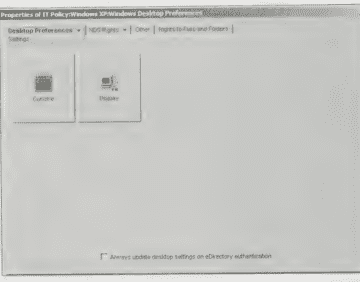 Properties of IT Policy:Windows XP:Windows Desktop Preferences
Desktop Preferences NDS Rights Other Rights to Files and Folders
Settings
Console Display
Always update desktop settings on eDirectory authentication